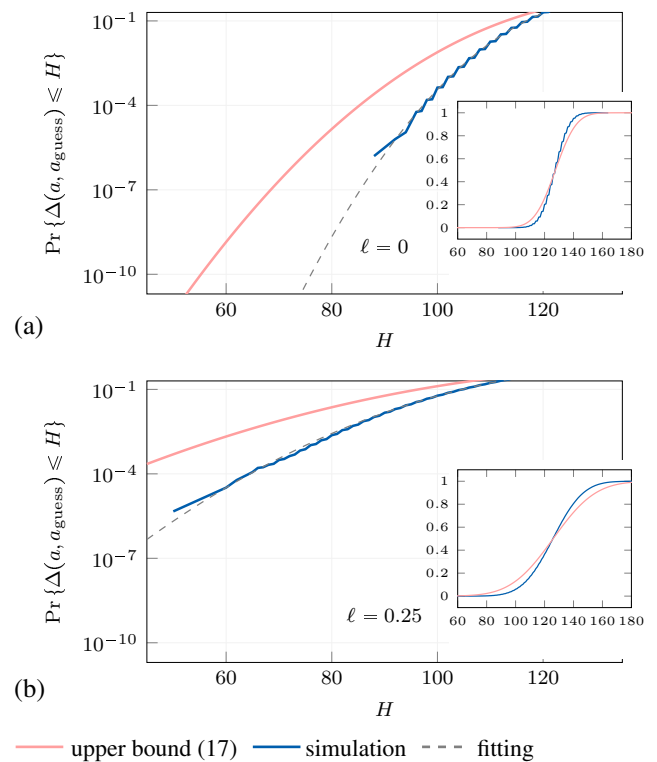 10⁻¹
10⁻⁴
10⁻⁷
10⁻¹⁰
Pr {Δ(a, a_guess) ⩽ H}
60 80 100 120
H
ℓ = 0
1
0.8
0.6
0.4
0.2
0
60 80 100 120 140 160 180
(a)
10⁻¹
10⁻⁴
10⁻⁷
10⁻¹⁰
Pr {Δ(a, a_guess) ⩽ H}
60 80 100 120
H
ℓ = 0.25
1
0.8
0.6
0.4
0.2
0
60 80 100 120 140 160 180
(b)
upper bound (17) simulation fitting